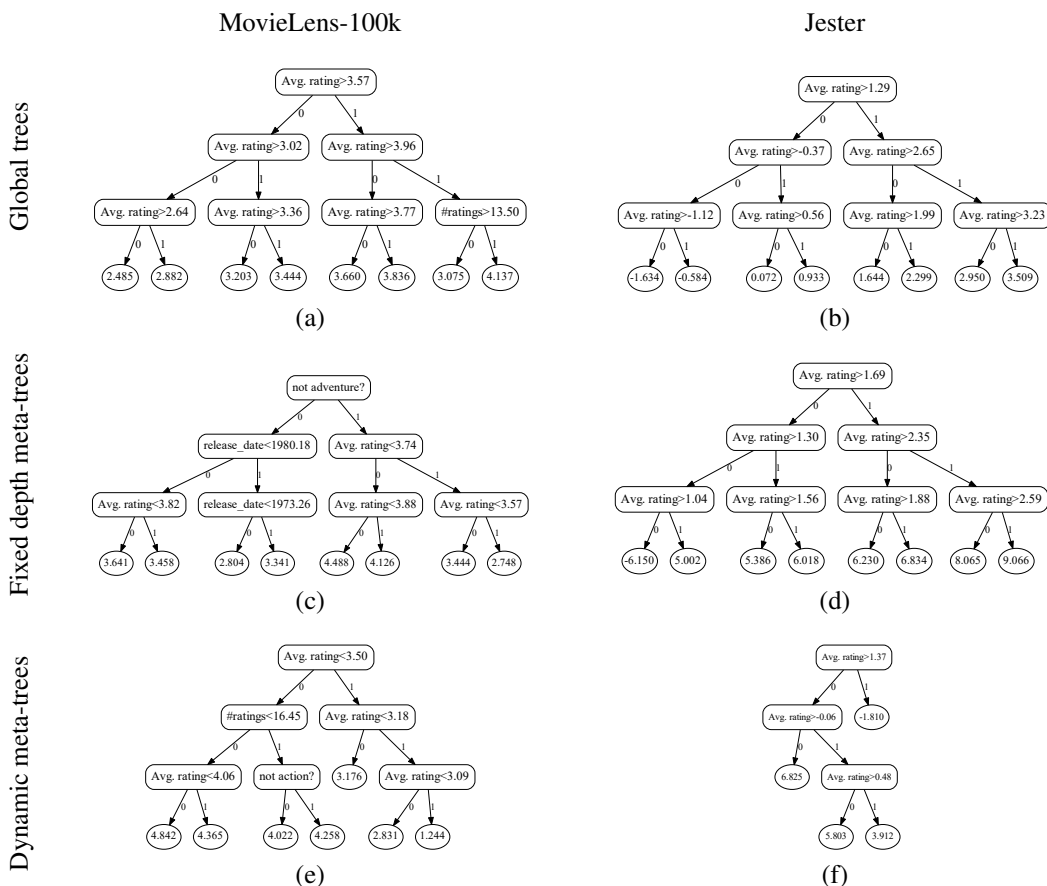 MovieLens-100k
Jester
Global trees
Avg. rating>3.57
0
1
Avg. rating>3.02
Avg. rating>3.96
0
1
0
1
Avg. rating>2.64
Avg. rating>3.36
Avg. rating>3.77
#ratings>13.50
0
1
0
1
0
1
0
1
2.485
2.882
3.203
3.444
3.660
3.836
3.075
4.137
(a)
Avg. rating>1.29
0
1
Avg. rating>-0.37
Avg. rating>2.65
0
1
0
1
Avg. rating>-1.12
Avg. rating>0.56
Avg. rating>1.99
Avg. rating>3.23
0
1
0
1
0
1
0
1
-1.634
-0.584
0.072
0.933
1.644
2.299
2.950
3.509
(b)
Fixed depth meta-trees
not adventure?
0
1
release_date<1980.18
Avg. rating<3.74
0
1
0
1
Avg. rating<3.82
release_date<1973.26
Avg. rating<3.88
Avg. rating<3.57
0
1
0
1
0
1
0
1
3.641
3.458
2.804
3.341
4.488
4.126
3.444
2.748
(c)
Avg. rating>1.69
0
1
Avg. rating>1.30
Avg. rating>2.35
0
1
0
1
Avg. rating>1.04
Avg. rating>1.56
Avg. rating>1.88
Avg. rating>2.59
0
1
0
1
0
1
0
1
-6.150
5.002
5.386
6.018
6.230
6.834
8.065
9.066
(d)
Dynamic meta-trees
Avg. rating<3.50
0
1
#ratings<16.45
Avg. rating<3.18
0
1
0
1
Avg. rating<4.06
not action?
3.176
Avg. rating<3.09
0
1
0
1
0
1
4.842
4.365
4.022
4.258
2.831
1.244
(e)
Avg. rating>1.37
0
1
Avg. rating>-0.06
-1.810
0
1
6.825
Avg. rating>0.48
0
1
5.803
3.912
(f)